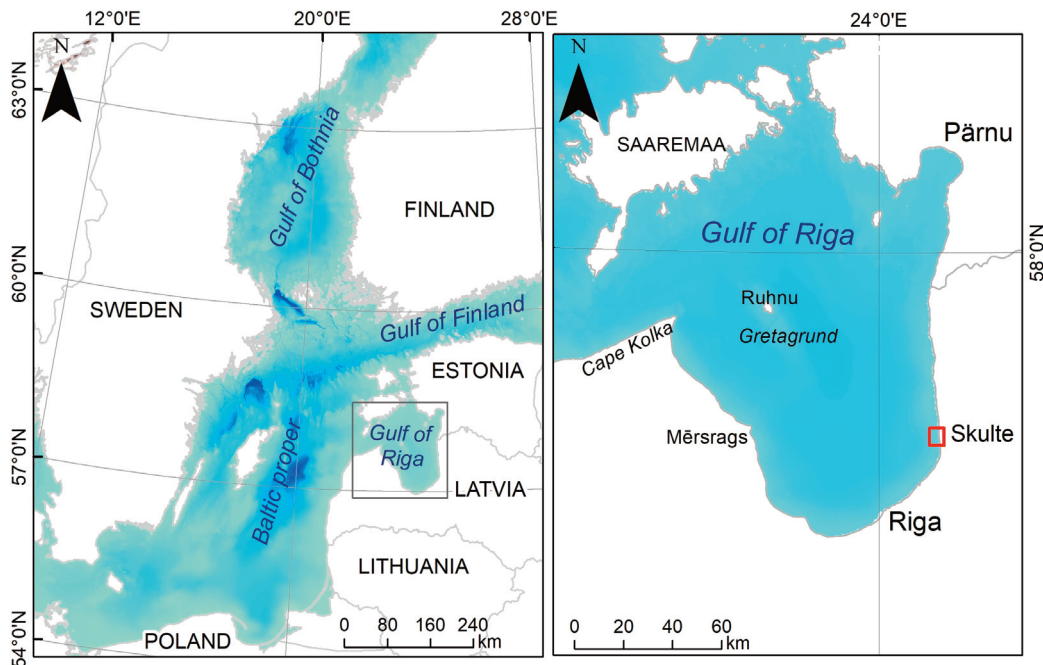 12°0'E
20°0'E
28°0'E
N
63°0'N
60°0'N
57°0'N
54°0'N
Gulf of Bothnia
FINLAND
SWEDEN
Gulf of Finland
ESTONIA
Gulf of
Riga
Baltic proper
LATVIA
LITHUANIA
POLAND
0 80 160 240
km
24°0'E
N
SAAREMAA
Pärnu
Gulf of Riga
58°0'N
Ruhnu
Gretagrund
Cape Kolka
Mērsrags
Skulte
Riga
0 20 40 60
km